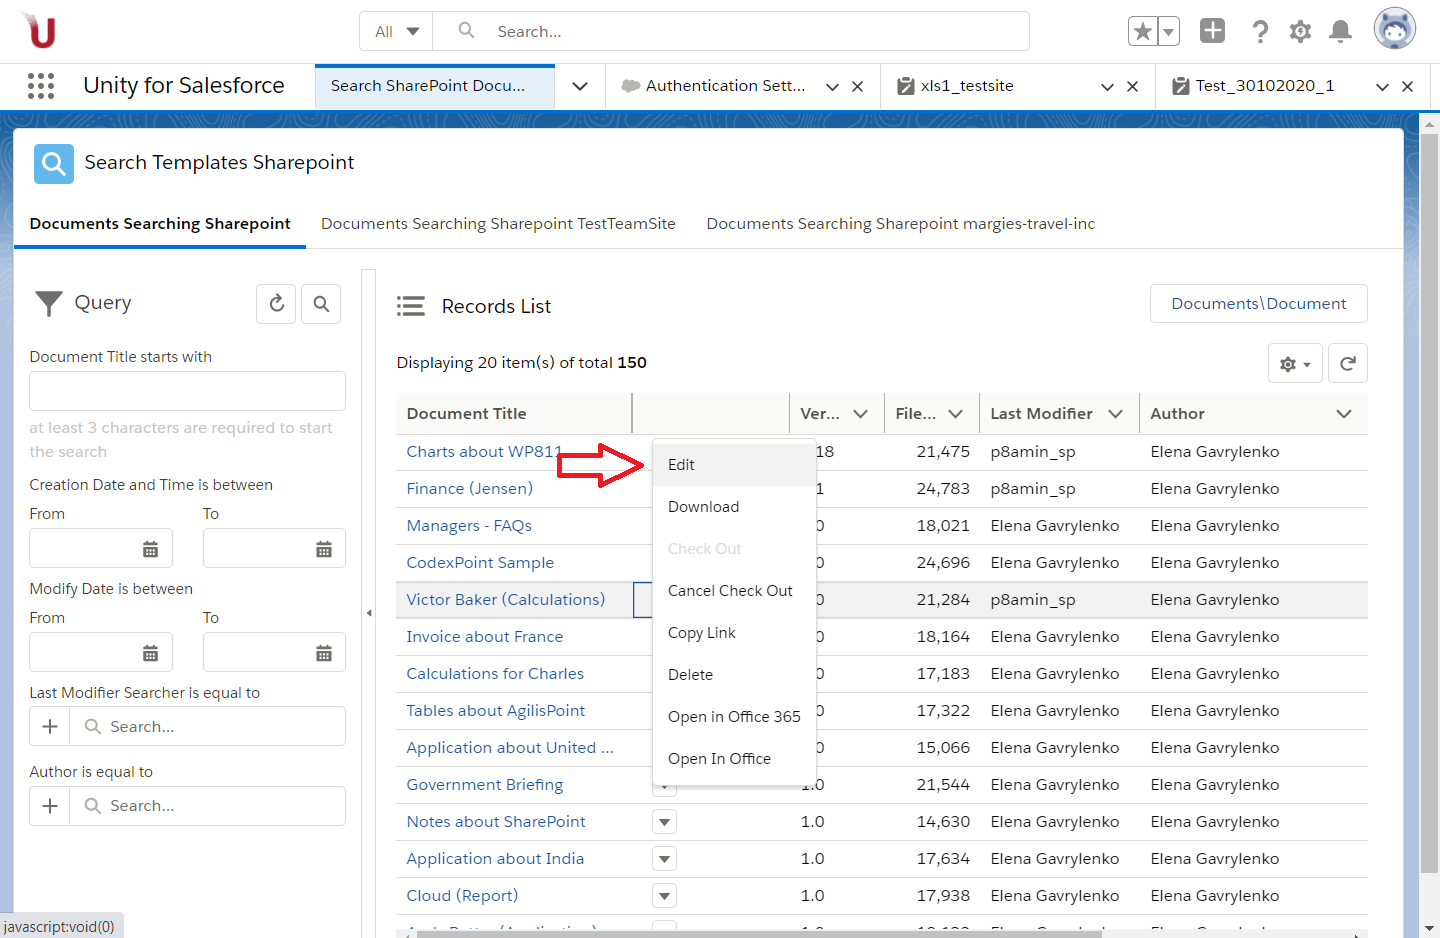 All
Search...
Unity for Salesforce
Search SharePoint Docu...
Authentication Sett...
xls1_testsite
Test_30102020_1
Search Templates Sharepoint
Documents Searching Sharepoint
Documents Searching Sharepoint TestTeamSite
Documents Searching Sharepoint margies-travel-inc
Query
Document Title starts with
at least 3 characters are required to start
the search
Creation Date and Time is between
From To
Modify Date is between
From To
Last Modifier Searcher is equal to
Search...
Author is equal to
Search...
Records List
Documents\Document
Displaying 20 item(s) of total 150
Document Title Ver... File... Last Modifier Author
Charts about WP811 18 21,475 p8amin_sp Elena Gavrylenko
Finance (Jensen) 1 24,783 p8amin_sp Elena Gavrylenko
Managers - FAQs 0 18,021 Elena Gavrylenko Elena Gavrylenko
CodexPoint Sample 0 24,696 Elena Gavrylenko Elena Gavrylenko
Victor Baker (Calculations) 0 21,284 p8amin_sp Elena Gavrylenko
Invoice about France 0 18,164 Elena Gavrylenko Elena Gavrylenko
Calculations for Charles 0 17,183 Elena Gavrylenko Elena Gavrylenko
Tables about AgilisPoint 0 17,322 Elena Gavrylenko Elena Gavrylenko
Application about United ... 0 15,066 Elena Gavrylenko Elena Gavrylenko
Government Briefing 1.0 21,544 Elena Gavrylenko Elena Gavrylenko
Notes about SharePoint 1.0 14,630 Elena Gavrylenko Elena Gavrylenko
Application about India 1.0 17,634 Elena Gavrylenko Elena Gavrylenko
Cloud (Report) 1.0 17,938 Elena Gavrylenko Elena Gavrylenko
Edit
Download
Check Out
Cancel Check Out
Copy Link
Delete
Open in Office 365
Open In Office
javascript:void(0)